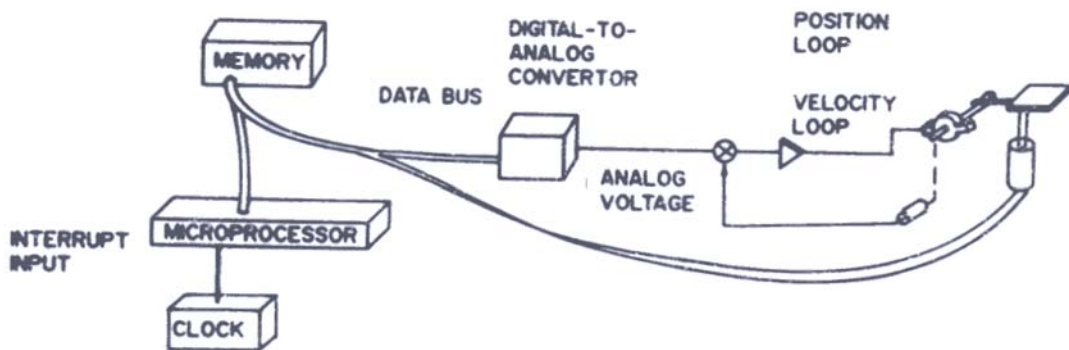 MEMORY
DATA BUS
DIGITAL-TO-
ANALOG
CONVERTOR
POSITION
LOOP
VELOCITY
LOOP
ANALOG
VOLTAGE
INTERRUPT
INPUT
MICROPROCESSOR
CLOCK